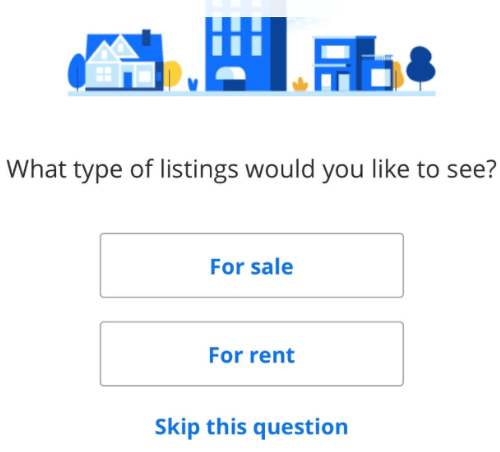 What type of listings would you like to see?
For sale
For rent
Skip this question